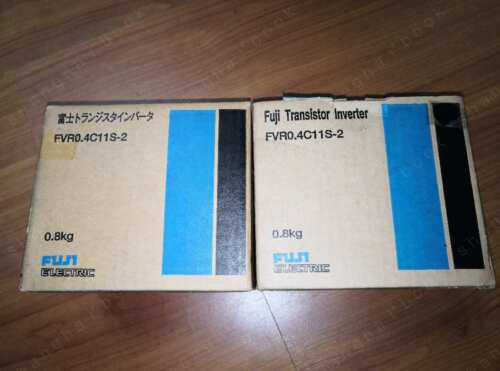 富士トランジスタインバータ
FVR0.4C11S-2
0.8kg
FUJI
ELECTRIC
Fuji Transistor Inverter
FVR0.4C11S-2
0.8kg
FUJI
ELECTRIC